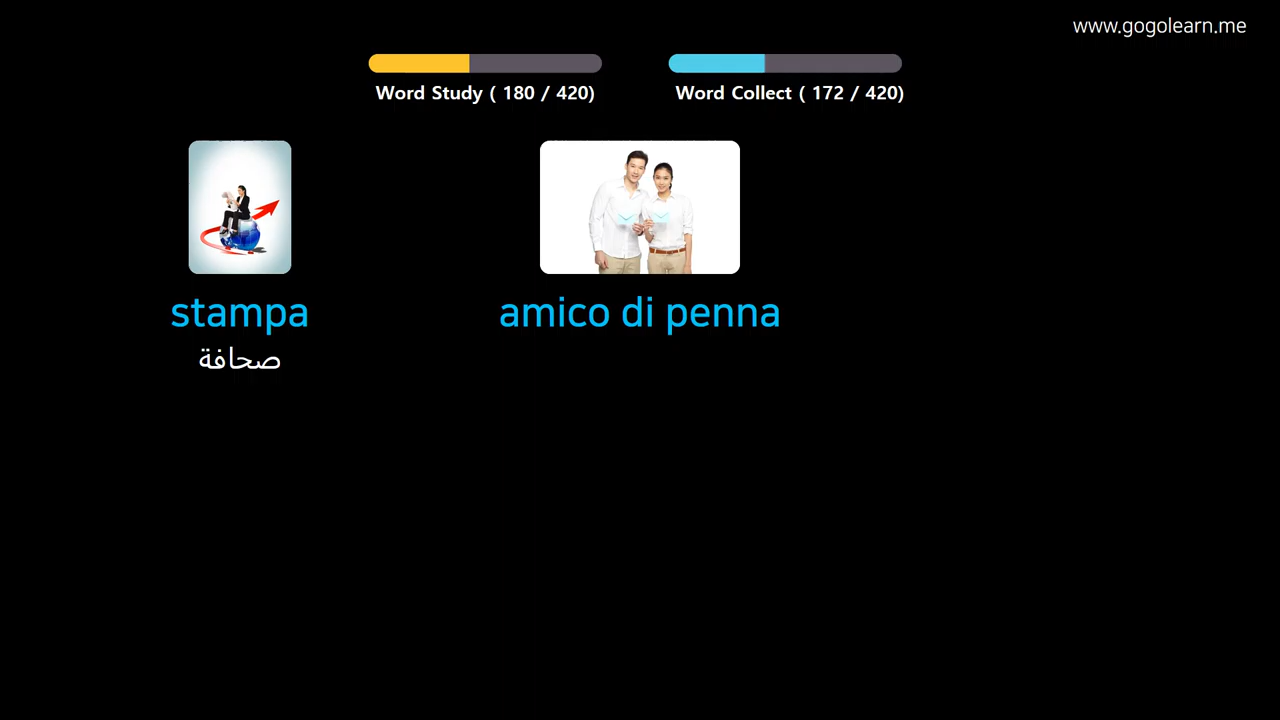 www.gogolearn.me
Word Study ( 180 / 420)
Word Collect ( 172 / 420)
stampa
صحافة
amico di penna